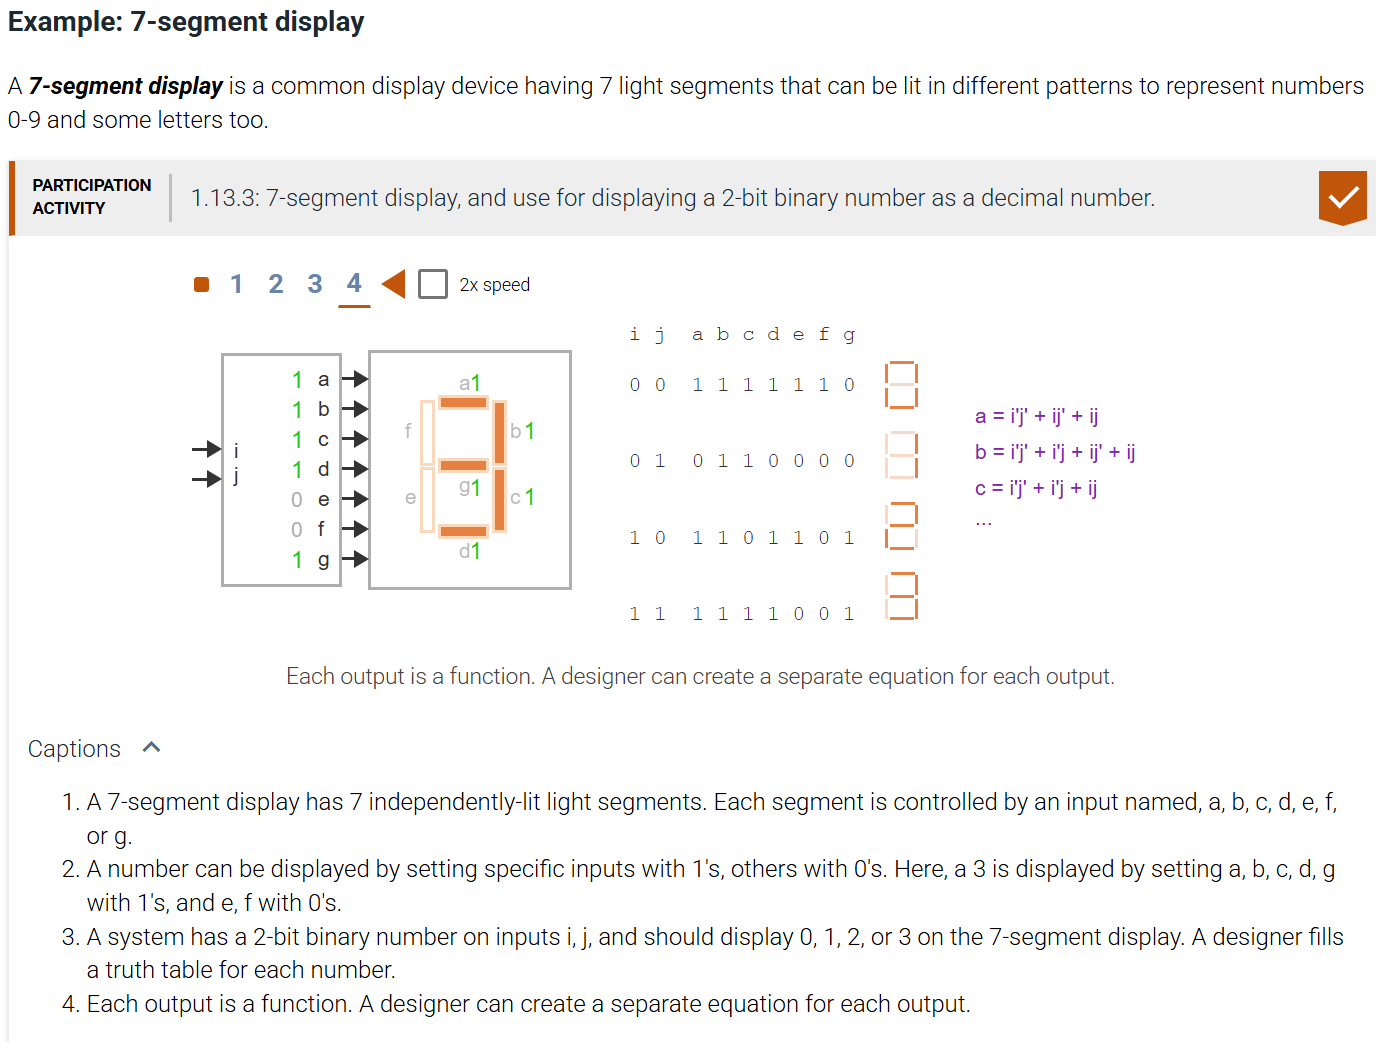 Example: 7-segment display
A 7-segment display is a common display device having 7 light segments that can be lit in different patterns to represent numbers
0-9 and some letters too.
PARTICIPATION
ACTIVITY
1.13.3: 7-segment display, and use for displaying a 2-bit binary number as a decimal number.
1 2 3 4 2x speed
i j a b c d e f g
0 0 1 1 1 1 1 1 0
0 1 0 1 1 0 0 0 0
1 0 1 1 0 1 1 0 1
1 1 1 1 1 1 0 0 1
i
j
1 a
1 b
1 c
1 d
0 e
0 f
1 g
a1
f b1
g1
e c1
d1
a = i'j' + ij' + ij
b = i'j' + i'j + ij' + ij
c = i'j' + i'j + ij
...
Each output is a function. A designer can create a separate equation for each output.
Captions
1. A 7-segment display has 7 independently-lit light segments. Each segment is controlled by an input named, a, b, c, d, e, f,
or g.
2. A number can be displayed by setting specific inputs with 1's, others with 0's. Here, a 3 is displayed by setting a, b, c, d, g
with 1's, and e, f with 0's.
3. A system has a 2-bit binary number on inputs i, j, and should display 0, 1, 2, or 3 on the 7-segment display. A designer fills
a truth table for each number.
4. Each output is a function. A designer can create a separate equation for each output.